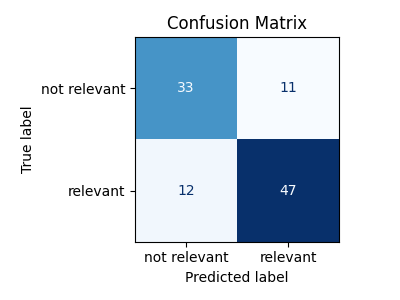 Confusion Matrix
True label
not relevant
33
11
relevant
12
47
not relevant
relevant
Predicted label